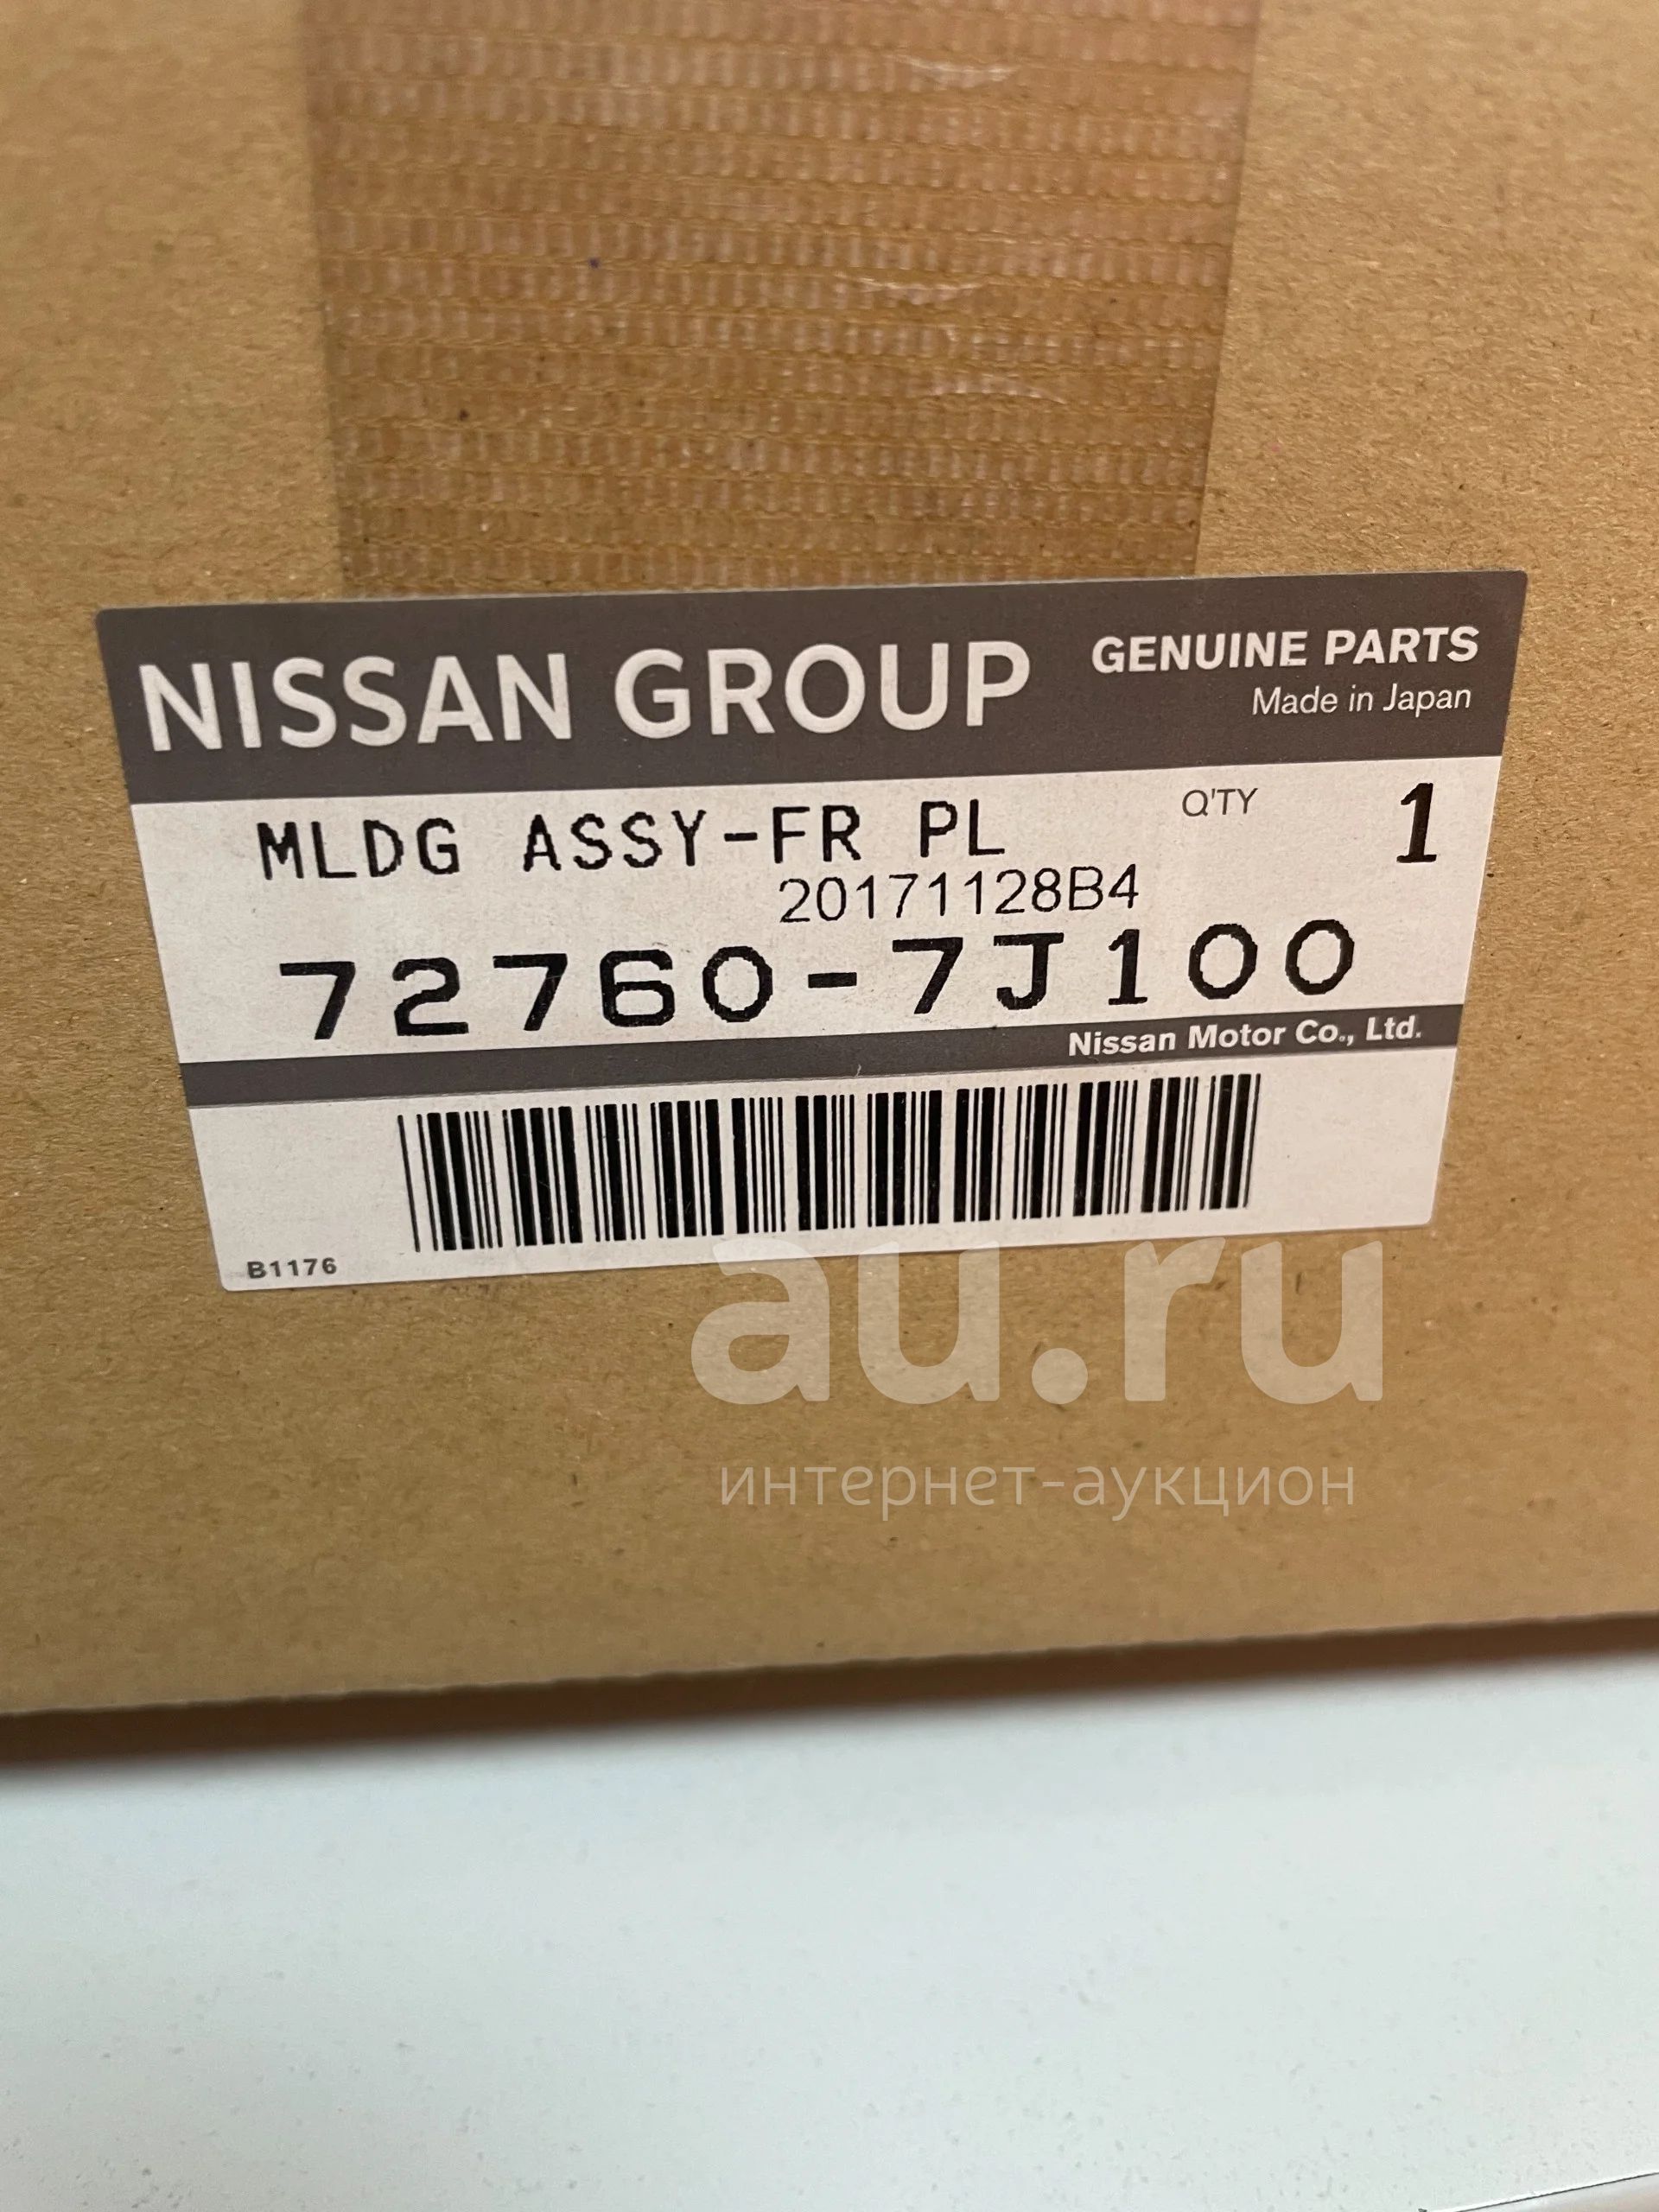 NISSAN GROUP
GENUINE PARTS
Made in Japan
MLDG ASSY-FR PL
Q'TY 1
20171128B4
72760-7J100
Nissan Motor Co., Ltd.
B1176
au.ru
интернет-аукцион